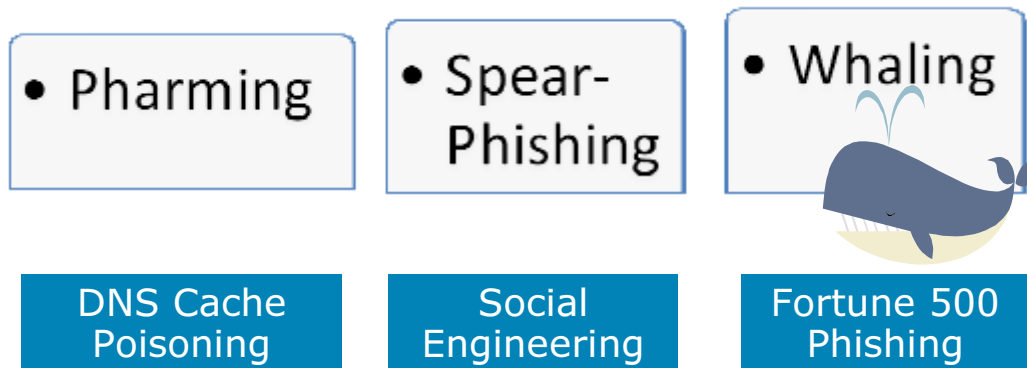 • Pharming
• Spear-
Phishing
• Whaling
DNS Cache
Poisoning
Social
Engineering
Fortune 500
Phishing